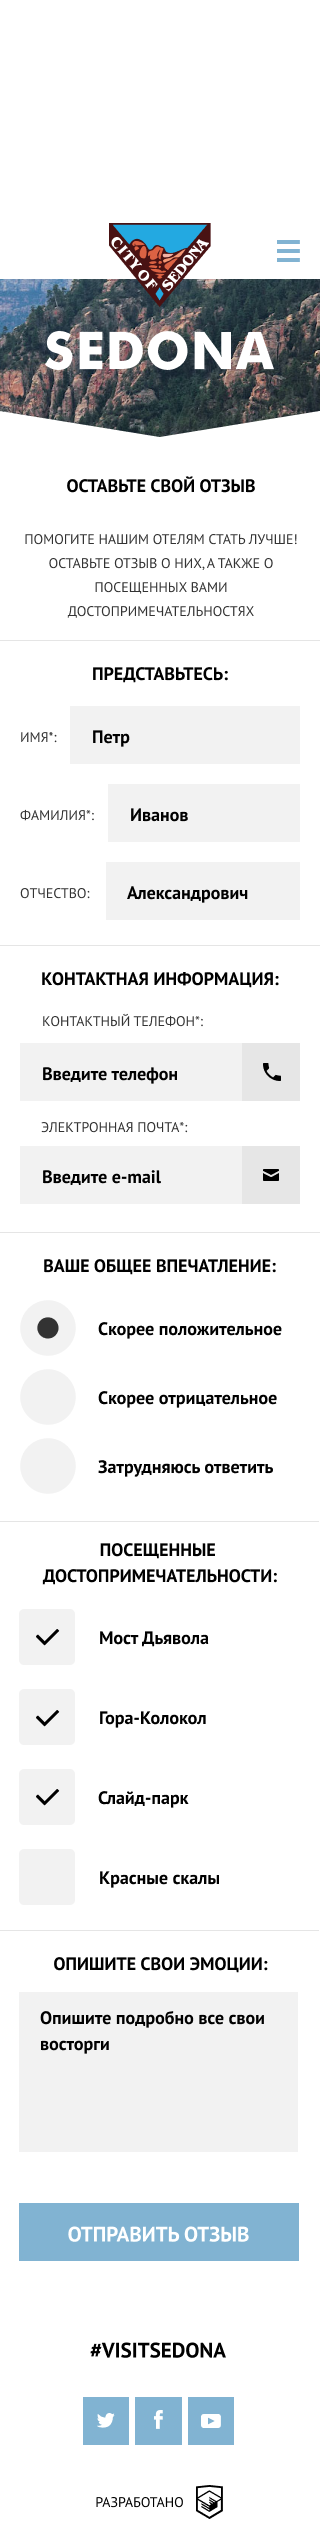 CITY OF SEDONA
SEDONA
ОСТАВЬТЕ СВОЙ ОТЗЫВ
ПОМОГИТЕ НАШИМ ОТЕЛЯМ СТАТЬ ЛУЧШЕ!
ОСТАВЬТЕ ОТЗЫВ О НИХ, А ТАКЖЕ О
ПОСЕЩЕННЫХ ВАМИ
ДОСТОПРИМЕЧАТЕЛЬНОСТЯХ
ПРЕДСТАВЬТЕСЬ:
ИМЯ*: Петр
ФАМИЛИЯ*: Иванов
ОТЧЕСТВО: Александрович
КОНТАКТНАЯ ИНФОРМАЦИЯ:
КОНТАКТНЫЙ ТЕЛЕФОН*:
Введите телефон
ЭЛЕКТРОННАЯ ПОЧТА*:
Введите e-mail
ВАШЕ ОБЩЕЕ ВПЕЧАТЛЕНИЕ:
Скорее положительное
Скорее отрицательное
Затрудняюсь ответить
ПОСЕЩЕННЫЕ
ДОСТОПРИМЕЧАТЕЛЬНОСТИ:
Мост Дьявола
Гора-Колокол
Слайд-парк
Красные скалы
ОПИШИТЕ СВОИ ЭМОЦИИ:
Опишите подробно все свои
восторги
ОТПРАВИТЬ ОТЗЫВ
#VISITSEDONA
РАЗРАБОТАНО